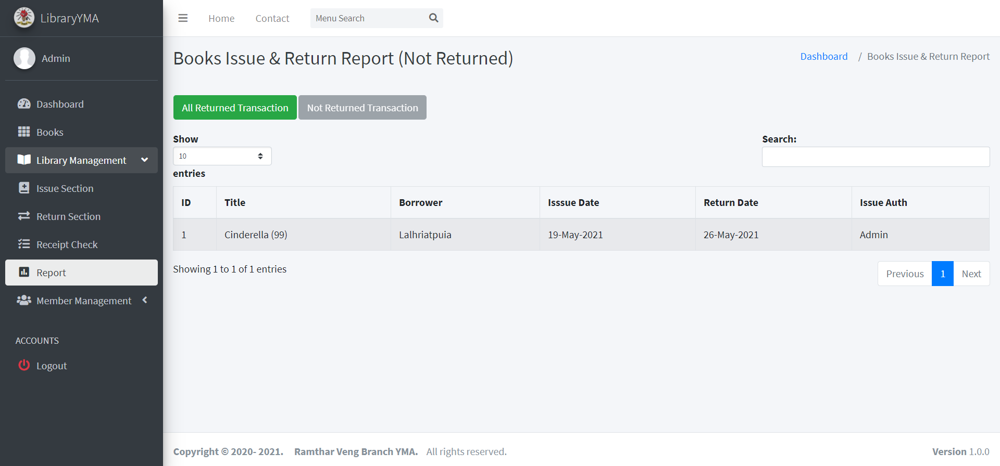 LibraryYMA
Admin
Dashboard
Books
Library Management
Issue Section
Return Section
Receipt Check
Report
Member Management
ACCOUNTS
Logout
Home Contact Menu Search
Books Issue & Return Report (Not Returned)
Dashboard / Books Issue & Return Report
All Returned Transaction Not Returned Transaction
Show
10
entries
Search:
ID Title Borrower Isssue Date Return Date Issue Auth
1 Cinderella (99) Lalhriatpuia 19-May-2021 26-May-2021 Admin
Showing 1 to 1 of 1 entries
Previous 1 Next
Copyright © 2020- 2021. Ramthar Veng Branch YMA. All rights reserved.
Version 1.0.0